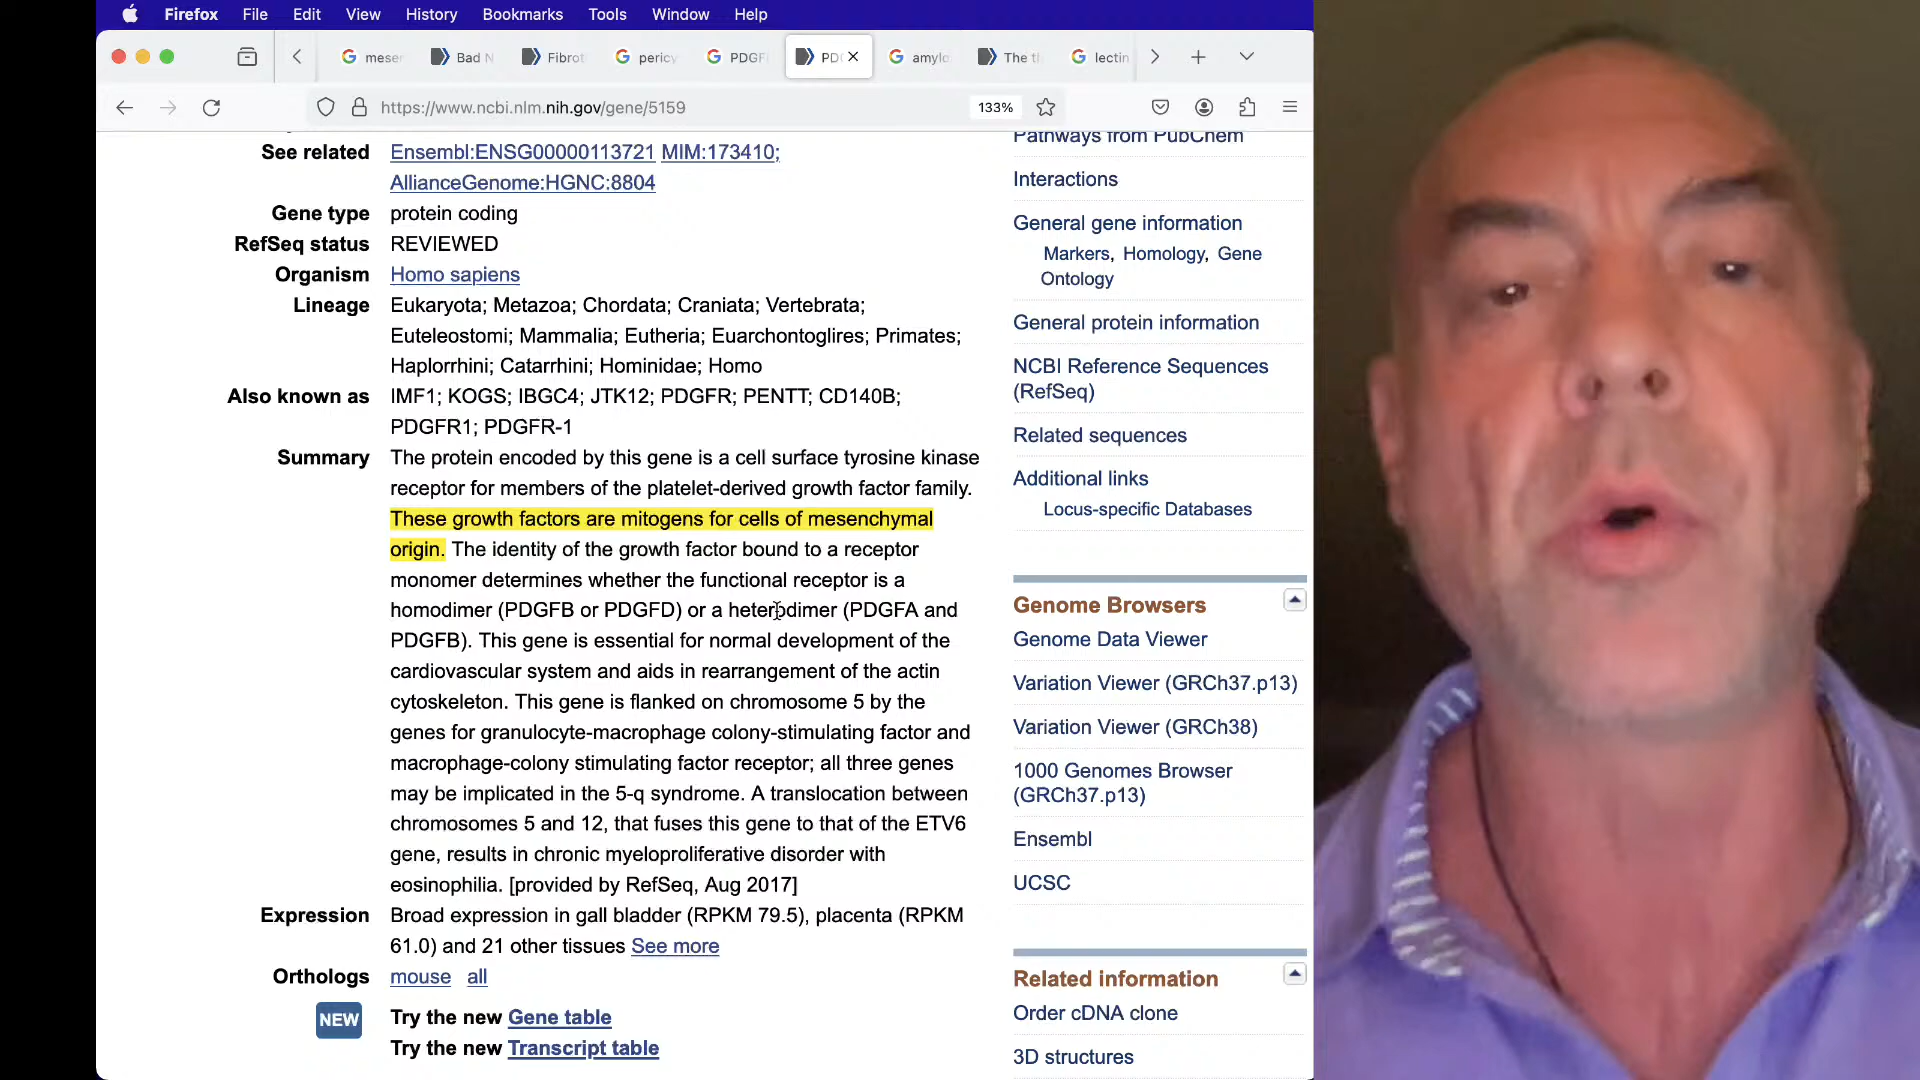 Firefox File Edit View History Bookmarks Tools Window Help
meser Bad N Fibrot pericy PDGF PD amylo The ti lectin
https://www.ncbi.nlm.nih.gov/gene/5159 133%
See related Ensembl:ENSG00000113721 MIM:173410;
AllianceGenome:HGNC:8804
Gene type protein coding
RefSeq status REVIEWED
Organism Homo sapiens
Lineage Eukaryota; Metazoa; Chordata; Craniata; Vertebrata;
Euteleostomi; Mammalia; Eutheria; Euarchontoglires; Primates;
Haplorrhini; Catarrhini; Hominidae; Homo
Also known as IMF1; KOGS; IBGC4; JTK12; PDGFR; PENTT; CD140B;
PDGFR1; PDGFR-1
Summary The protein encoded by this gene is a cell surface tyrosine kinase
receptor for members of the platelet-derived growth factor family.
These growth factors are mitogens for cells of mesenchymal
origin. The identity of the growth factor bound to a receptor
monomer determines whether the functional receptor is a
homodimer (PDGFB or PDGFD) or a heterodimer (PDGFA and
PDGFB). This gene is essential for normal development of the
cardiovascular system and aids in rearrangement of the actin
cytoskeleton. This gene is flanked on chromosome 5 by the
genes for granulocyte-macrophage colony-stimulating factor and
macrophage-colony stimulating factor receptor; all three genes
may be implicated in the 5-q syndrome. A translocation between
chromosomes 5 and 12, that fuses this gene to that of the ETV6
gene, results in chronic myeloproliferative disorder with
eosinophilia. [provided by RefSeq, Aug 2017]
Expression Broad expression in gall bladder (RPKM 79.5), placenta (RPKM
61.0) and 21 other tissues See more
Orthologs mouse all
NEW Try the new Gene table
Try the new Transcript table
Pathways from PubChem
Interactions
General gene information
Markers, Homology, Gene
Ontology
General protein information
NCBI Reference Sequences
(RefSeq)
Related sequences
Additional links
Locus-specific Databases
Genome Browsers
Genome Data Viewer
Variation Viewer (GRCh37.p13)
Variation Viewer (GRCh38)
1000 Genomes Browser
(GRCh37.p13)
Ensembl
UCSC
Related information
Order cDNA clone
3D structures